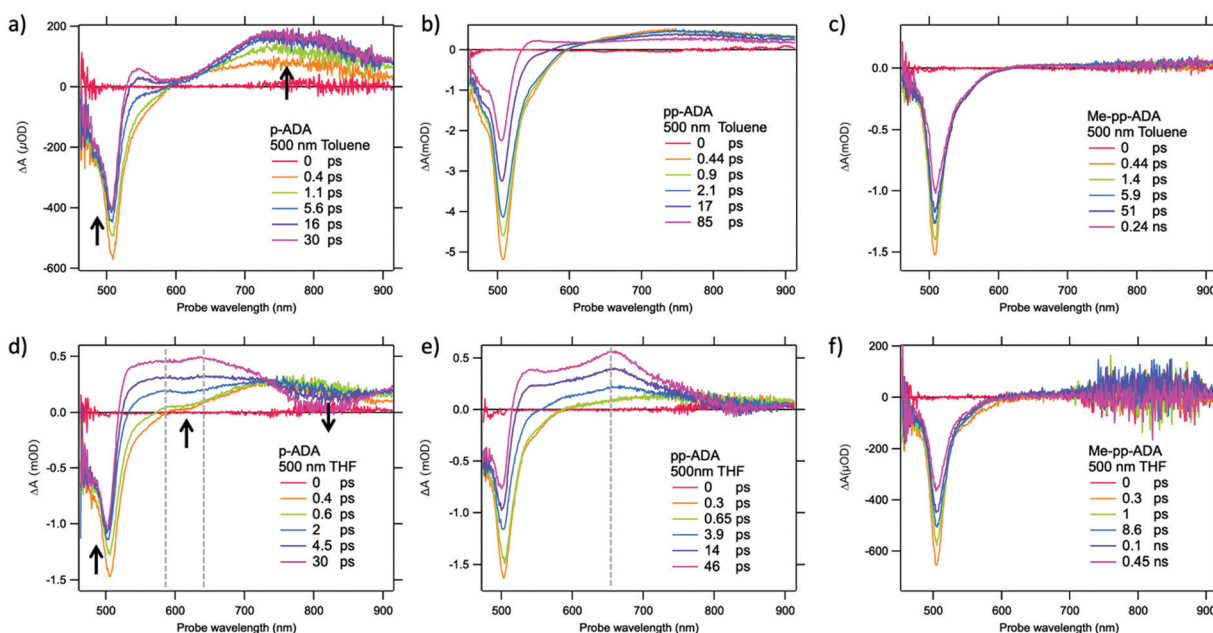 a)
200
0
-200
-400
-600
ΔA (µOD)
p-ADA
500 nm Toluene
0 ps
0.4 ps
1.1 ps
5.6 ps
16 ps
30 ps
500 600 700 800 900
Probe wavelength (nm)
b)
0
-1
-2
-3
-4
-5
ΔA(mOD)
pp-ADA
500 nm Toluene
0 ps
0.44 ps
0.9 ps
2.1 ps
17 ps
85 ps
500 600 700 800 900
Probe wavelength (nm)
c)
0.0
-0.5
-1.0
-1.5
ΔA(mOD)
Me-pp-ADA
500 nm Toluene
0 ps
0.44 ps
1.4 ps
5.9 ps
51 ps
0.24 ns
500 600 700 800 900
Probe wavelength (nm)
d)
0.5
0.0
-0.5
-1.0
-1.5
ΔA (mOD)
p-ADA
500 nm THF
0 ps
0.4 ps
0.6 ps
2 ps
4.5 ps
30 ps
500 600 700 800 900
Probe wavelength (nm)
e)
0.5
0.0
0.5
-1.0
-1.5
ΔA (mOD)
pp-ADA
500nm THF
0 ps
0.3 ps
0.65 ps
3.9 ps
14 ps
46 ps
500 600 700 800 900
Probe wavelength (nm)
f)
200
0
-200
-400
-600
ΔA(µOD)
Me-pp-ADA
500 nm THF
0 ps
0.3 ps
1 ps
8.6 ps
0.1 ns
0.45 ns
500 600 700 800 900
Probe wavelength (nm)